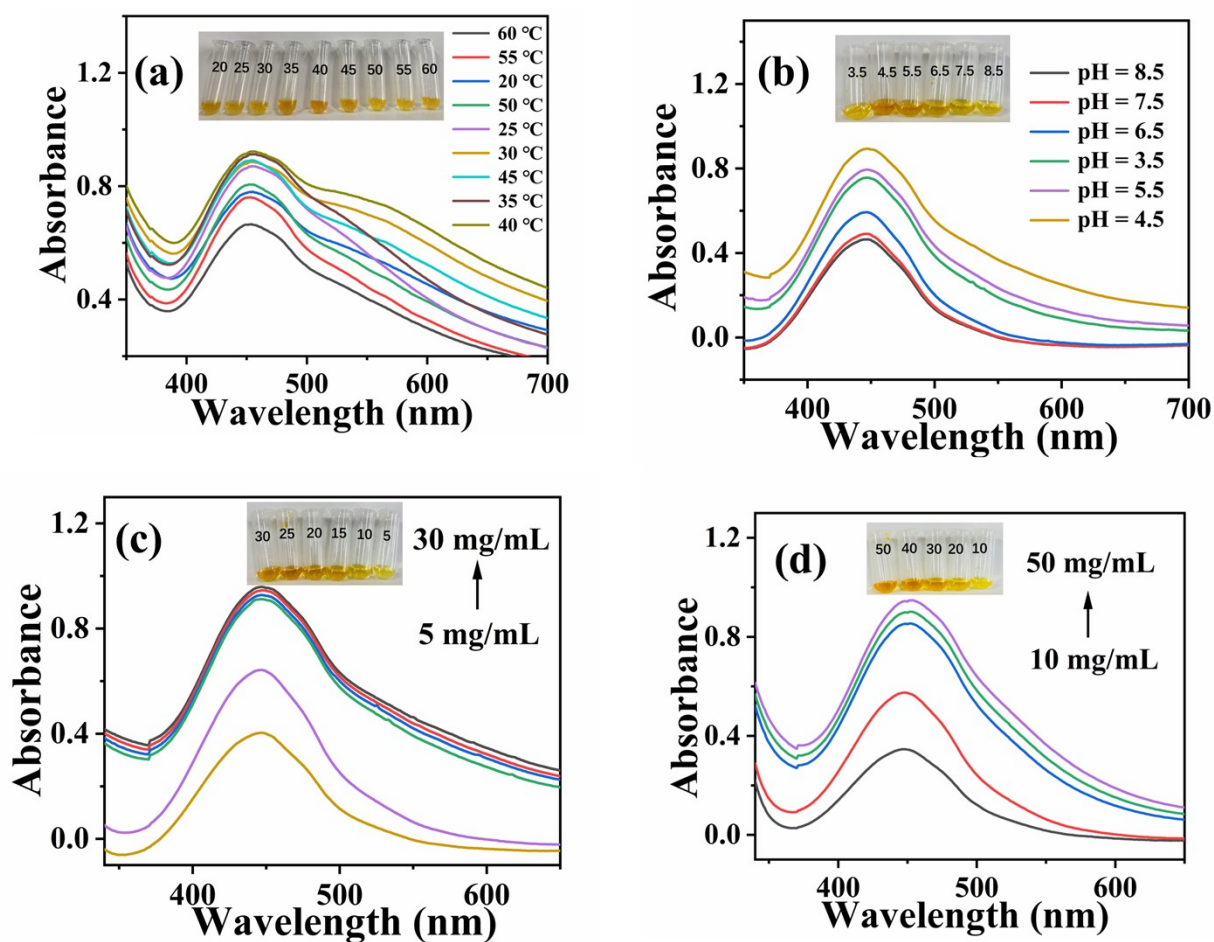 (a)
20 25 30 35 40 45 50 55 60
60 °C
55 °C
20 °C
50 °C
25 °C
30 °C
45 °C
35 °C
40 °C
1.2
0.8
0.4
Absorbance
400 500 600 700
Wavelength (nm)
(b)
3.5 4.5 5.5 6.5 7.5 8.5
pH = 8.5
pH = 7.5
pH = 6.5
pH = 3.5
pH = 5.5
pH = 4.5
1.2
0.8
0.4
0.0
Absorbance
400 500 600 700
Wavelength (nm)
(c)
30 25 20 15 10 5
30 mg/mL
5 mg/mL
1.2
0.8
0.4
0.0
Absorbance
400 500 600
Wavelength (nm)
(d)
50 40 30 20 10
50 mg/mL
10 mg/mL
1.2
0.8
0.4
0.0
Absorbance
400 500 600
Wavelength (nm)